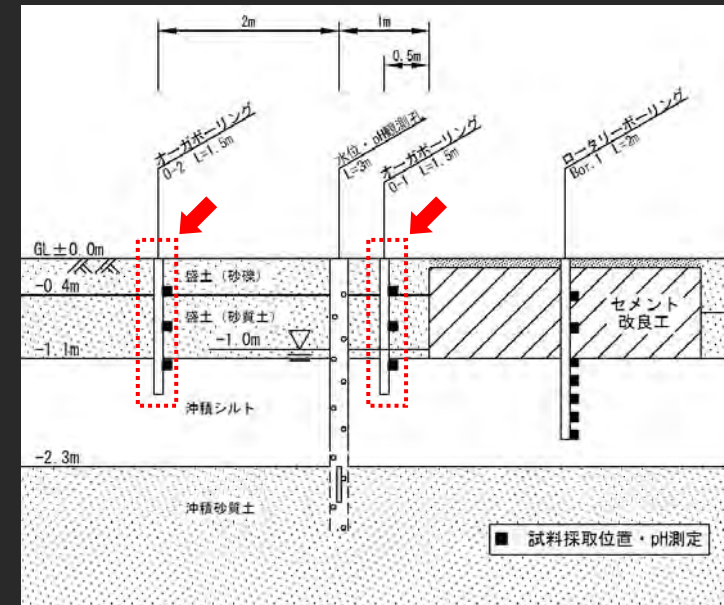 2m
1m
0.5m
オーガボーリング
O-2 L=1.5m
水位・pH観測孔
L=3m
オーガボーリング
O-1 L=1.5m
ロータリーボーリング
Bor.1 L=2m
GL±0.0m
盛土（砂礫）
-0.4m
盛土（砂質土）
セメント
改良工
-1.0m
-1.1m
沖積シルト
-2.3m
沖積砂質土
■ 試料採取位置・pH測定